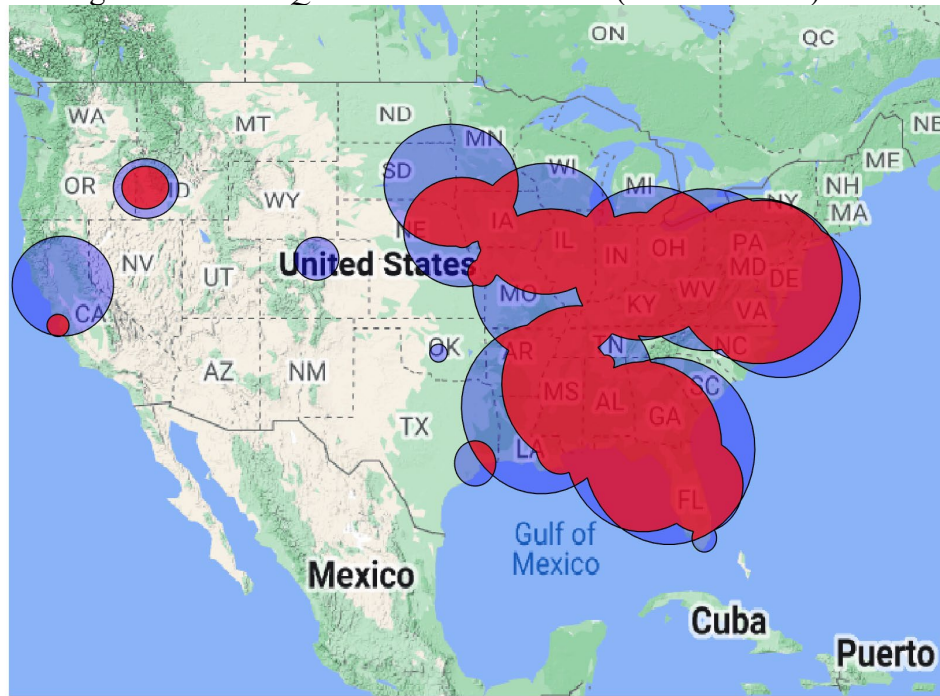 ON
QC
WA
ND
MT
MN
NB
ME
SD
WI
OR
ID
MI
NH
WY
NY
MA
NE
IA
IL
PA
NV
IN
OH
MD
United States
UT
DE
MO
WV
CA
KY
VA
OK
TN
NC
AR
AZ
NM
SC
MS
AL
GA
TX
LA
FL
Gulf of
Mexico
Mexico
Cuba
Puerto